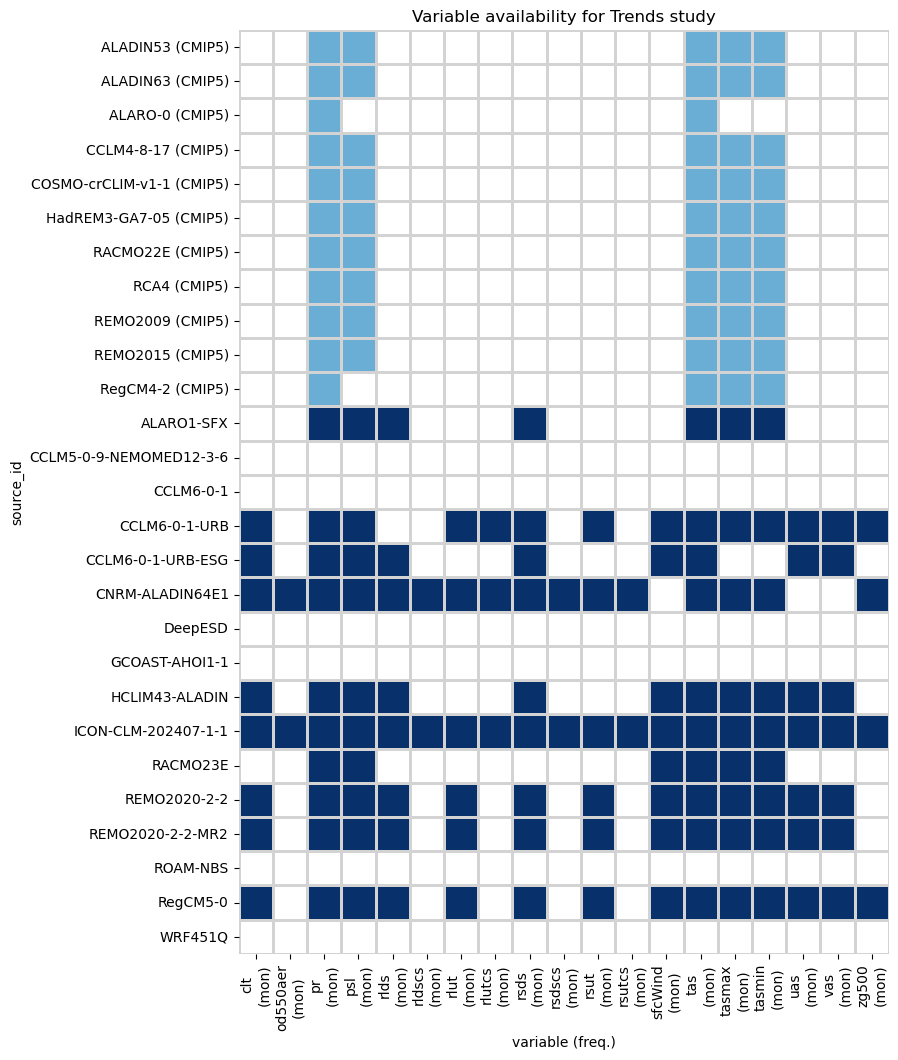 Variable availability for Trends study
ALADIN53 (CMIP5)
ALADIN63 (CMIP5)
ALARO-0 (CMIP5)
CCLM4-8-17 (CMIP5)
COSMO-crCLIM-v1-1 (CMIP5)
HadREM3-GA7-05 (CMIP5)
RACMO22E (CMIP5)
RCA4 (CMIP5)
REMO2009 (CMIP5)
REMO2015 (CMIP5)
RegCM4-2 (CMIP5)
ALARO1-SFX
CCLM5-0-9-NEMOMED12-3-6
CCLM6-0-1
CCLM6-0-1-URB
CCLM6-0-1-URB-ESG
CNRM-ALADIN64E1
DeepESD
GCOAST-AHOI1-1
HCLIM43-ALADIN
ICON-CLM-202407-1-1
RACMO23E
REMO2020-2-2
REMO2020-2-2-MR2
ROAM-NBS
RegCM5-0
WRF451Q
source_id
clt
(mon)
od550aer
(mon)
pr
(mon)
psl
(mon)
rlds
(mon)
rldscs
(mon)
rlut
(mon)
rlutcs
(mon)
rsds
(mon)
rsdscs
(mon)
rsut
(mon)
rsutcs
(mon)
sfcWind
(mon)
tas
(mon)
tasmax
(mon)
tasmin
(mon)
uas
(mon)
vas
(mon)
zg500
(mon)
variable (freq.)